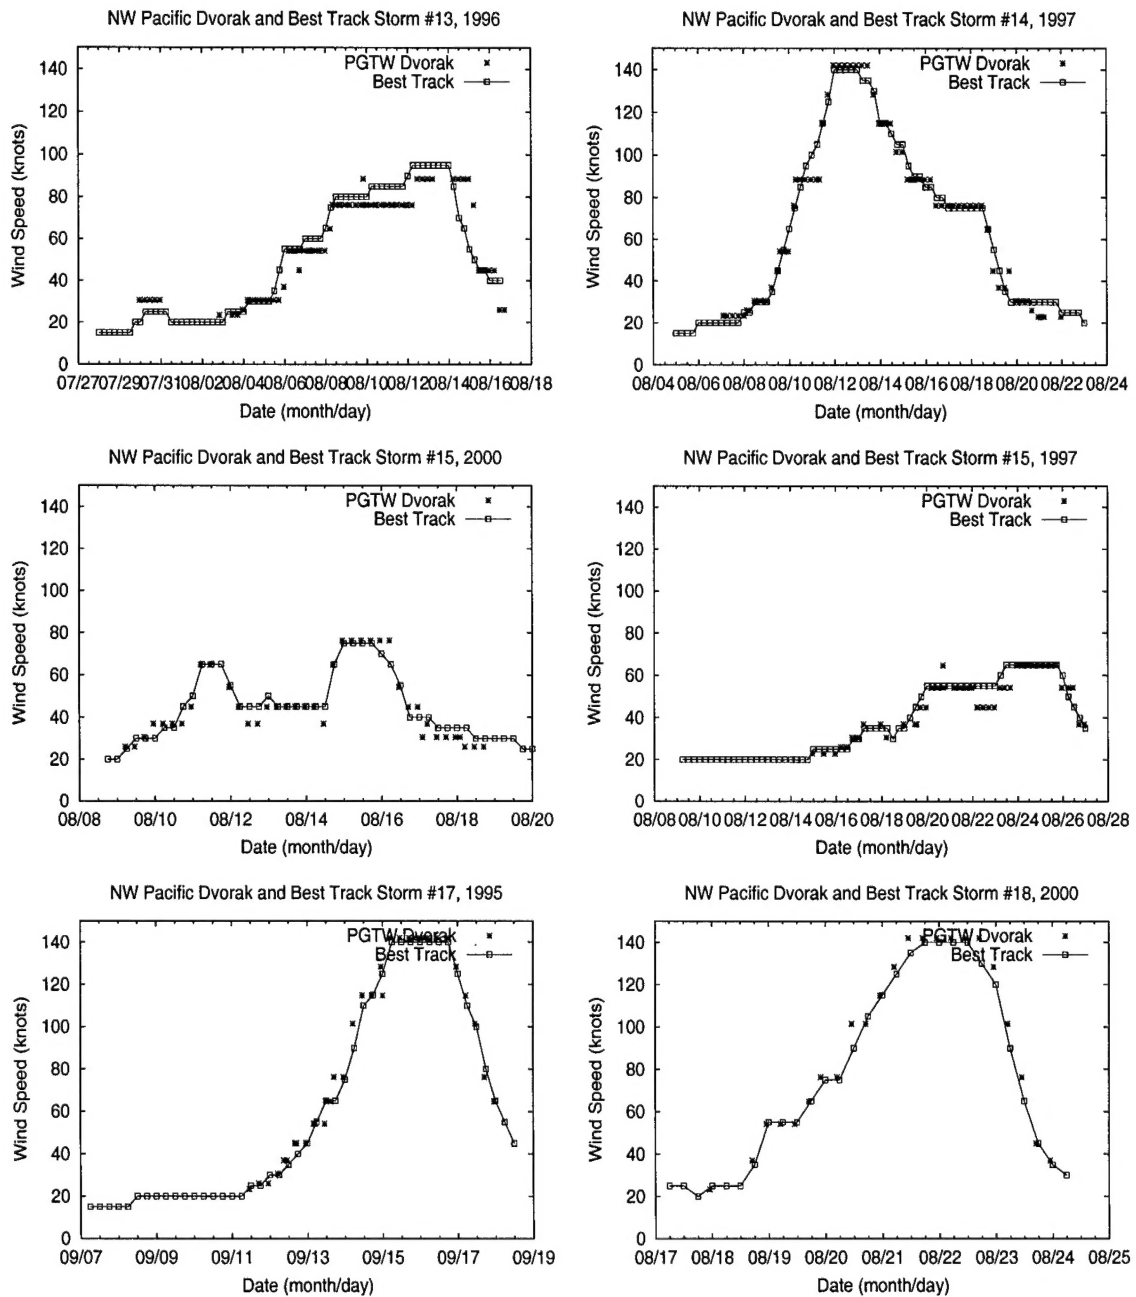 NW Pacific Dvorak and Best Track Storm #13, 1996
PGTW Dvorak
Best Track
Wind Speed (knots)
140
120
100
80
60
40
20
0
07/27 07/29 07/31 08/02 08/04 08/06 08/08 08/10 08/12 08/14 08/16 08/18
Date (month/day)
NW Pacific Dvorak and Best Track Storm #14, 1997
PGTW Dvorak
Best Track
Wind Speed (knots)
140
120
100
80
60
40
20
0
08/04 08/06 08/08 08/10 08/12 08/14 08/16 08/18 08/20 08/22 08/24
Date (month/day)
NW Pacific Dvorak and Best Track Storm #15, 2000
PGTW Dvorak
Best Track
Wind Speed (knots)
140
120
100
80
60
40
20
0
08/08 08/10 08/12 08/14 08/16 08/18 08/20
Date (month/day)
NW Pacific Dvorak and Best Track Storm #15, 1997
PGTW Dvorak
Best Track
Wind Speed (knots)
140
120
100
80
60
40
20
0
08/08 08/10 08/12 08/14 08/16 08/18 08/20 08/22 08/24 08/26 08/28
Date (month/day)
NW Pacific Dvorak and Best Track Storm #17, 1995
PGTW Dvorak
Best Track
Wind Speed (knots)
140
120
100
80
60
40
20
0
09/07 09/09 09/11 09/13 09/15 09/17 09/19
Date (month/day)
NW Pacific Dvorak and Best Track Storm #18, 2000
PGTW Dvorak
Best Track
Wind Speed (knots)
140
120
100
80
60
40
20
0
08/17 08/18 08/19 08/20 08/21 08/22 08/23 08/24 08/25
Date (month/day)